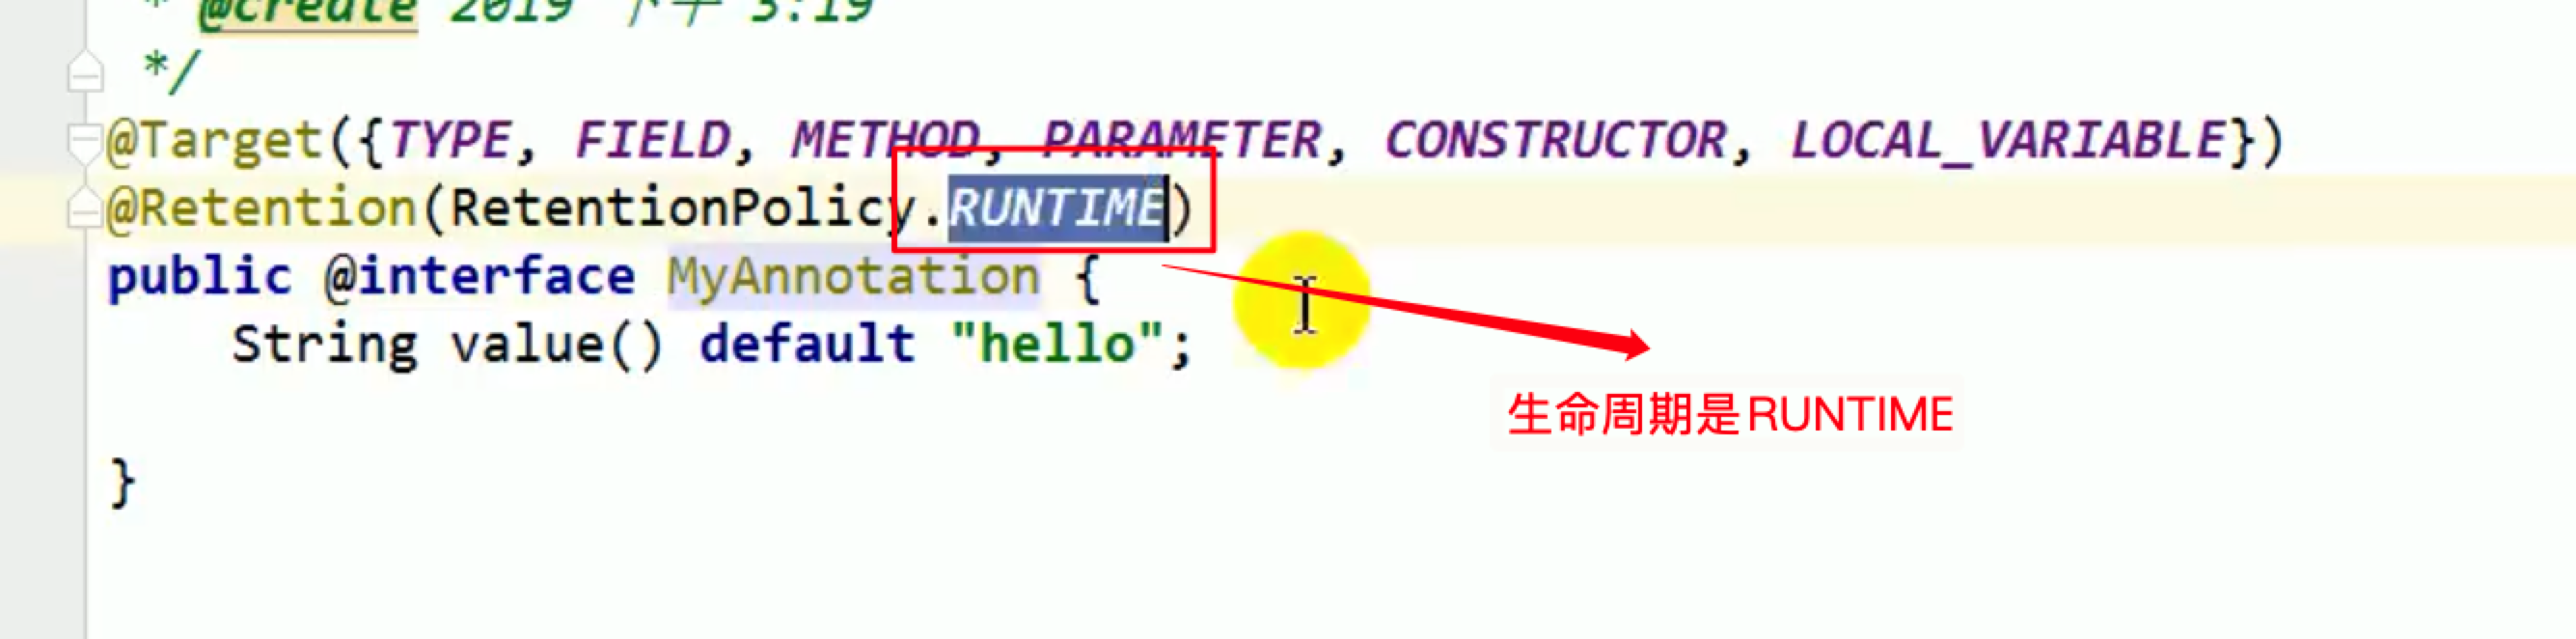 * @create 2019 下午 3:19
*/
@Target({TYPE, FIELD, METHOD, PARAMETER, CONSTRUCTOR, LOCAL_VARIABLE})
@Retention(RetentionPolicy.RUNTIME)
public @interface MyAnnotation {
String value() default "hello";
生命周期是RUNTIME
}